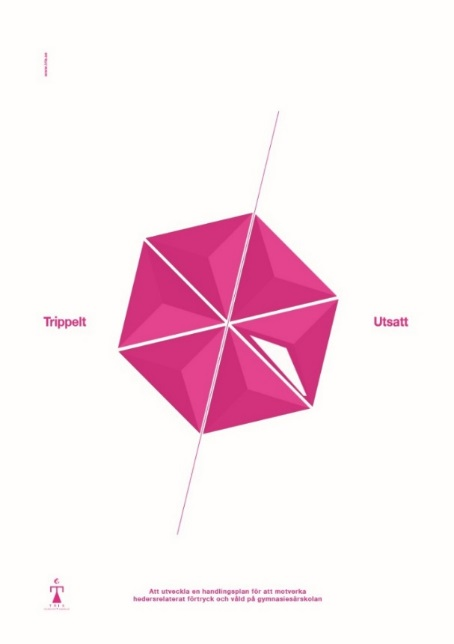 Trippelt
Utsatt
Att utveckla en handlingsplan för att motverka
hedersrelaterat förtryck och våld på gymnasiesärskolan